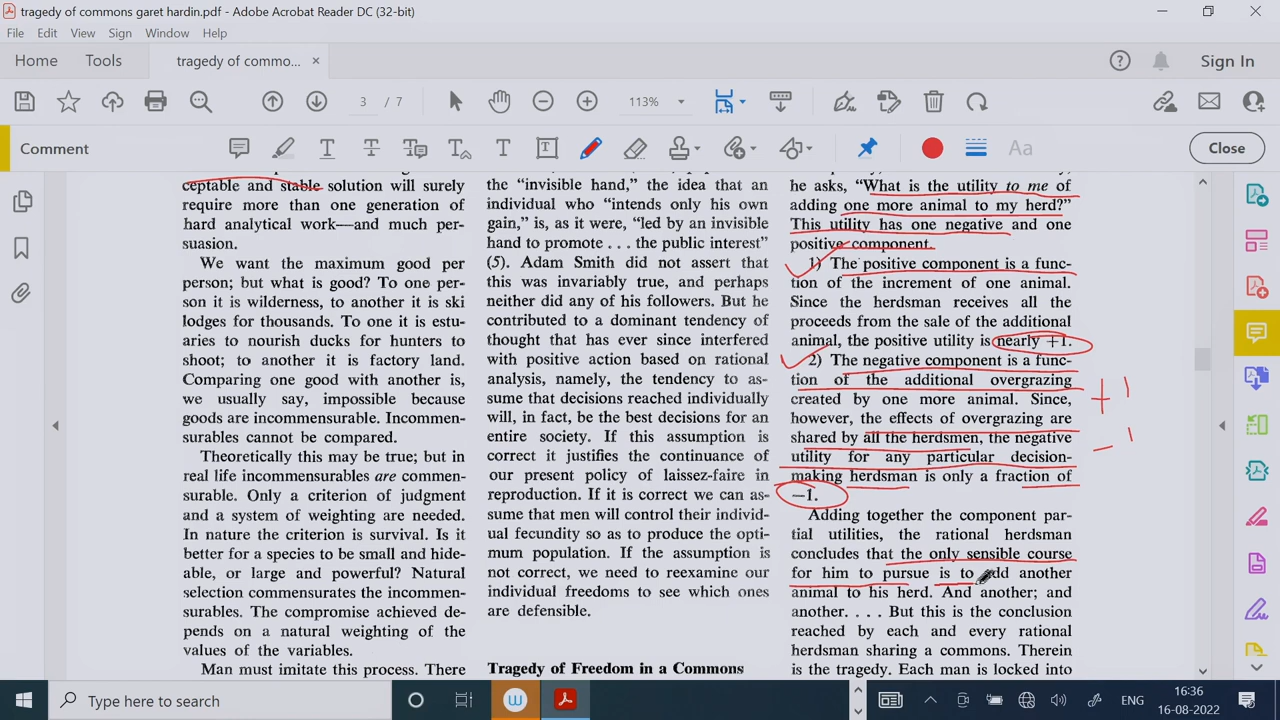 tragedy of commons garet hardin.pdf - Adobe Acrobat Reader DC (32-bit)
File Edit View Sign Window Help
Home Tools tragedy of commo... × Sign In
3 / 7 113%
Comment Aa Close
ceptable and stable solution will surely
require more than one generation of
hard analytical work—and much per-
suasion.
We want the maximum good per
person; but what is good? To one per-
son it is wilderness, to another it is ski
lodges for thousands. To one it is estu-
aries to nourish ducks for hunters to
shoot; to another it is factory land.
Comparing one good with another is,
we usually say, impossible because
goods are incommensurable. Incommen-
surables cannot be compared.
Theoretically this may be true; but in
real life incommensurables are commen-
surable. Only a criterion of judgment
and a system of weighting are needed.
In nature the criterion is survival. Is it
better for a species to be small and hide-
able, or large and powerful? Natural
selection commensurates the incommen-
surables. The compromise achieved de-
pends on a natural weighting of the
values of the variables.
Man must imitate this process. There
the “invisible hand,” the idea that an
individual who “intends only his own
gain,” is, as it were, “led by an invisible
hand to promote . . . the public interest”
(5). Adam Smith did not assert that
this was invariably true, and perhaps
neither did any of his followers. But he
contributed to a dominant tendency of
thought that has ever since interfered
with positive action based on rational
analysis, namely, the tendency to as-
sume that decisions reached individually
will, in fact, be the best decisions for an
entire society. If this assumption is
correct it justifies the continuance of
our present policy of laissez-faire in
reproduction. If it is correct we can as-
sume that men will control their individ-
ual fecundity so as to produce the opti-
mum population. If the assumption is
not correct, we need to reexamine our
individual freedoms to see which ones
are defensible.
Tragedy of Freedom in a Commons
he asks, “What is the utility to me of
adding one more animal to my herd?”
This utility has one negative and one
positive component.
1) The positive component is a func-
tion of the increment of one animal.
Since the herdsman receives all the
proceeds from the sale of the additional
animal, the positive utility is nearly +1.
2) The negative component is a func-
tion of the additional overgrazing
created by one more animal. Since,
however, the effects of overgrazing are
shared by all the herdsmen, the negative
utility for any particular decision-
making herdsman is only a fraction of
−1.
Adding together the component par-
tial utilities, the rational herdsman
concludes that the only sensible course
for him to pursue is to add another
animal to his herd. And another; and
another. . . . But this is the conclusion
reached by each and every rational
herdsman sharing a commons. Therein
is the tragedy. Each man is locked into
+1
-1
Type here to search
ENG
16:36
16-08-2022